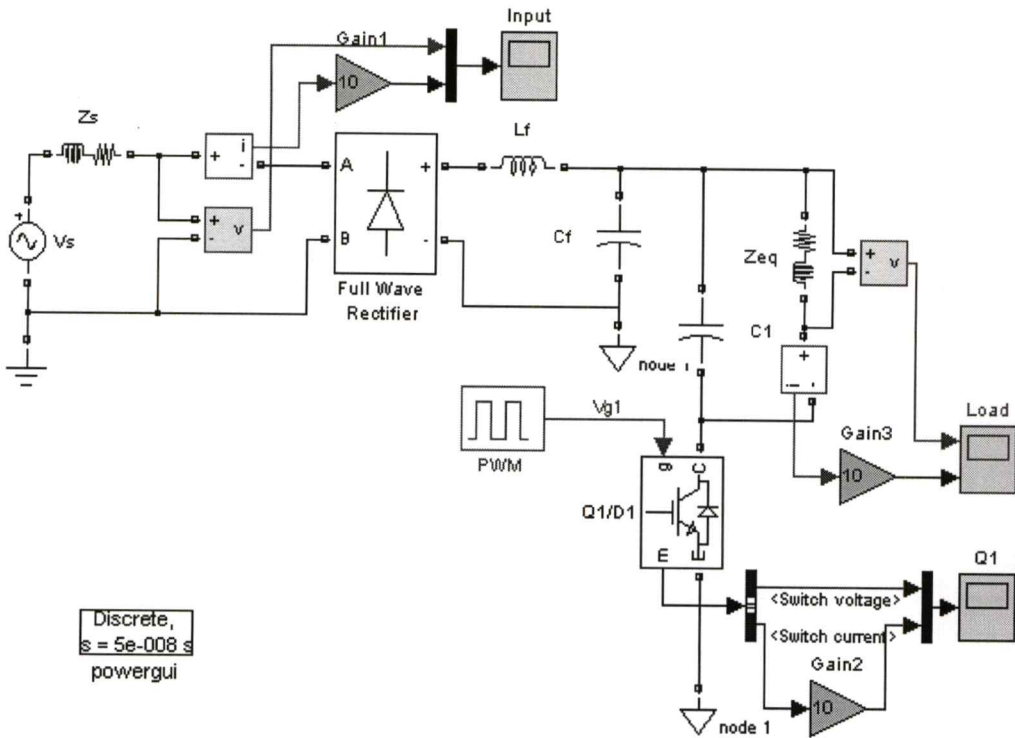 Input
Gain1
10
Zs
+ i -
Lf
A +
B -
+ v -
+
Vs
Cf
Zeq
+ v -
Full Wave
Rectifier
C1
+
node 1
Vg1
PWM
Gain3
10
Load
g C
Q1/D1
E
Q1
<Switch voltage>
<Switch current>
Gain2
10
Discrete,
s = 5e-008 s
powergui
node 1